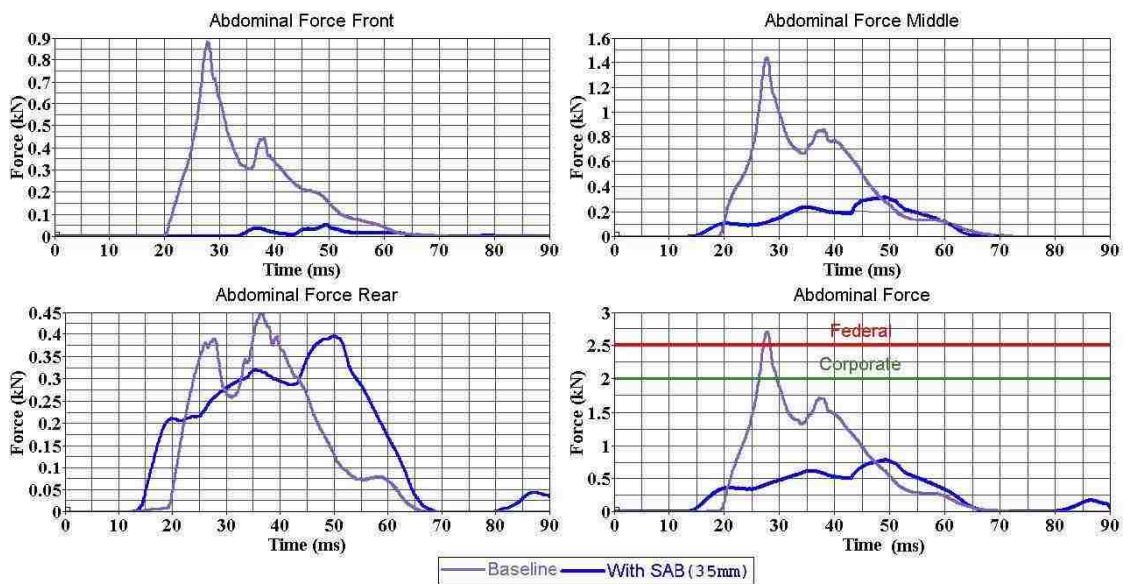 Abdominal Force Front
Force (kN)
0.9
0.8
0.7
0.6
0.5
0.4
0.3
0.2
0.1
0
0 10 20 30 40 50 60 70 80 90
Time (ms)
Abdominal Force Middle
Force (kN)
1.6
1.4
1.2
1
0.8
0.6
0.4
0.2
0
0 10 20 30 40 50 60 70 80 90
Time (ms)
Abdominal Force Rear
Force (kN)
0.45
0.4
0.35
0.3
0.25
0.2
0.15
0.1
0.05
0
0 10 20 30 40 50 60 70 80 90
Time (ms)
Abdominal Force
Force (kN)
3
Federal
2.5
Corporate
2
1.5
1
0.5
0
0 10 20 30 40 50 60 70 80 90
Time (ms)
Baseline With SAB(35mm)